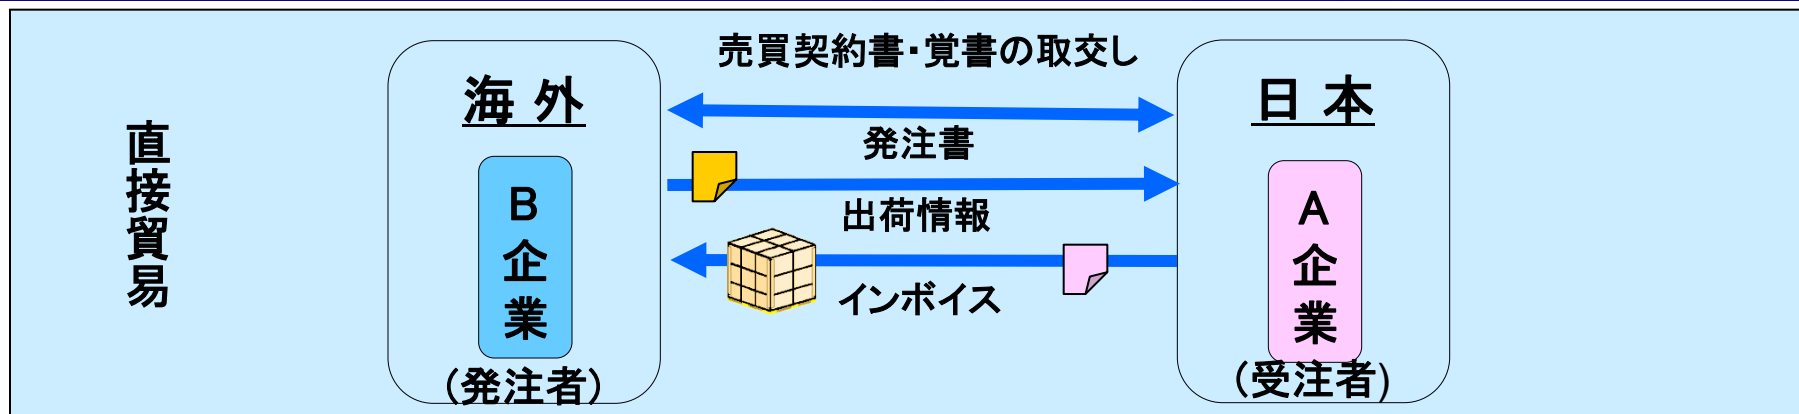 直接貿易
海外
B企業
(発注者)
売買契約書・覚書の取交し
発注書
出荷情報
インボイス
日本
A企業
(受注者)